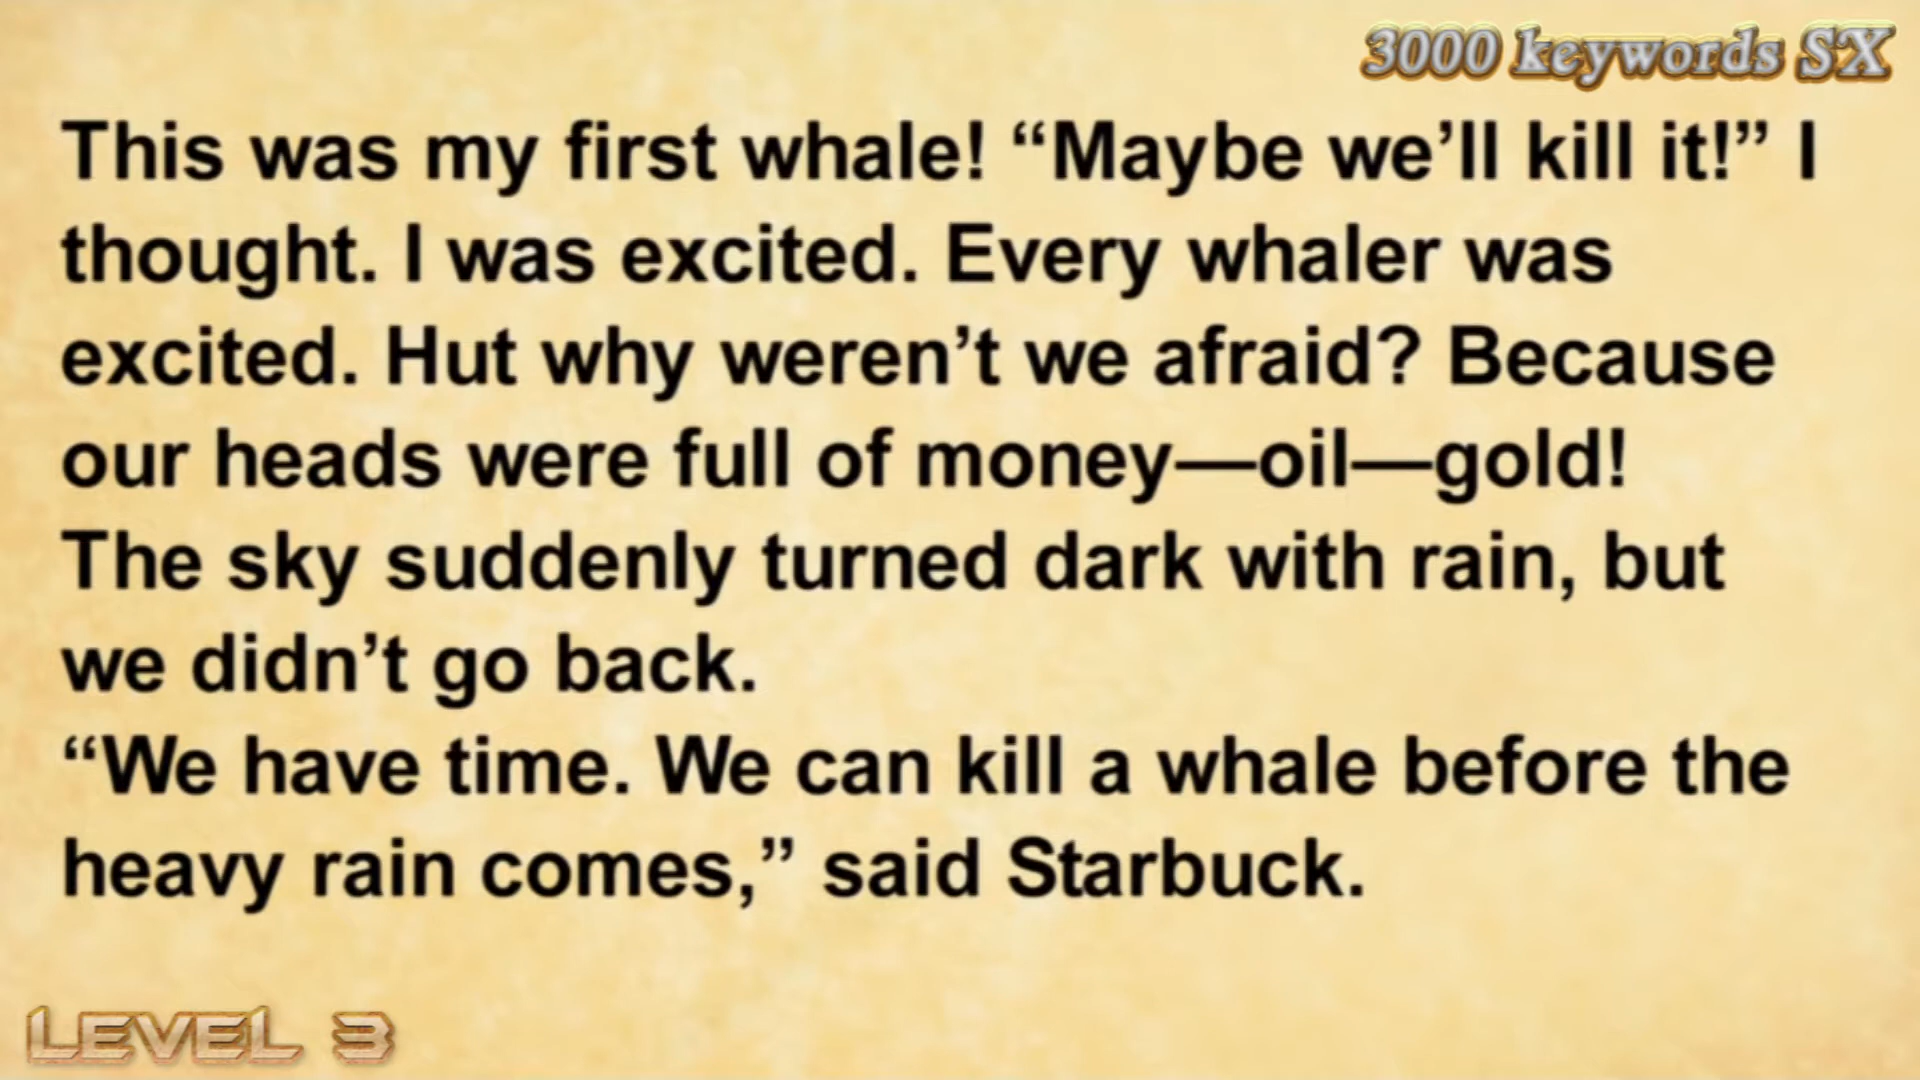 3000 keywords SX
This was my first whale! “Maybe we’ll kill it!” I
thought. I was excited. Every whaler was
excited. Hut why weren’t we afraid? Because
our heads were full of money—oil—gold!
The sky suddenly turned dark with rain, but
we didn’t go back.
“We have time. We can kill a whale before the
heavy rain comes,” said Starbuck.
LEVEL 3